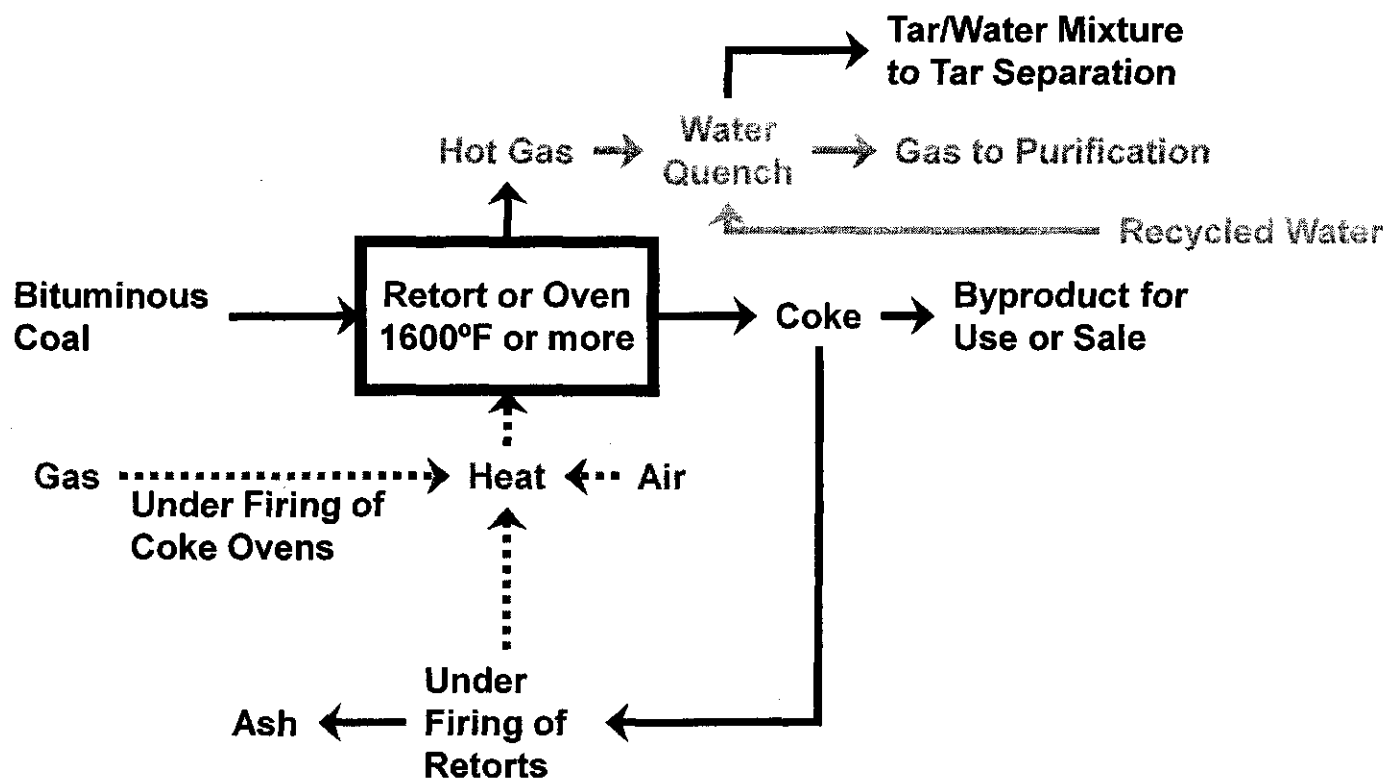 Tar/Water Mixture
to Tar Separation
Hot Gas
Water
Quench
Gas to Purification
Recycled Water
Bituminous
Coal
Retort or Oven
1600ºF or more
Coke
Byproduct for
Use or Sale
Gas
Heat
Air
Under Firing of
Coke Ovens
Under
Firing of
Retorts
Ash